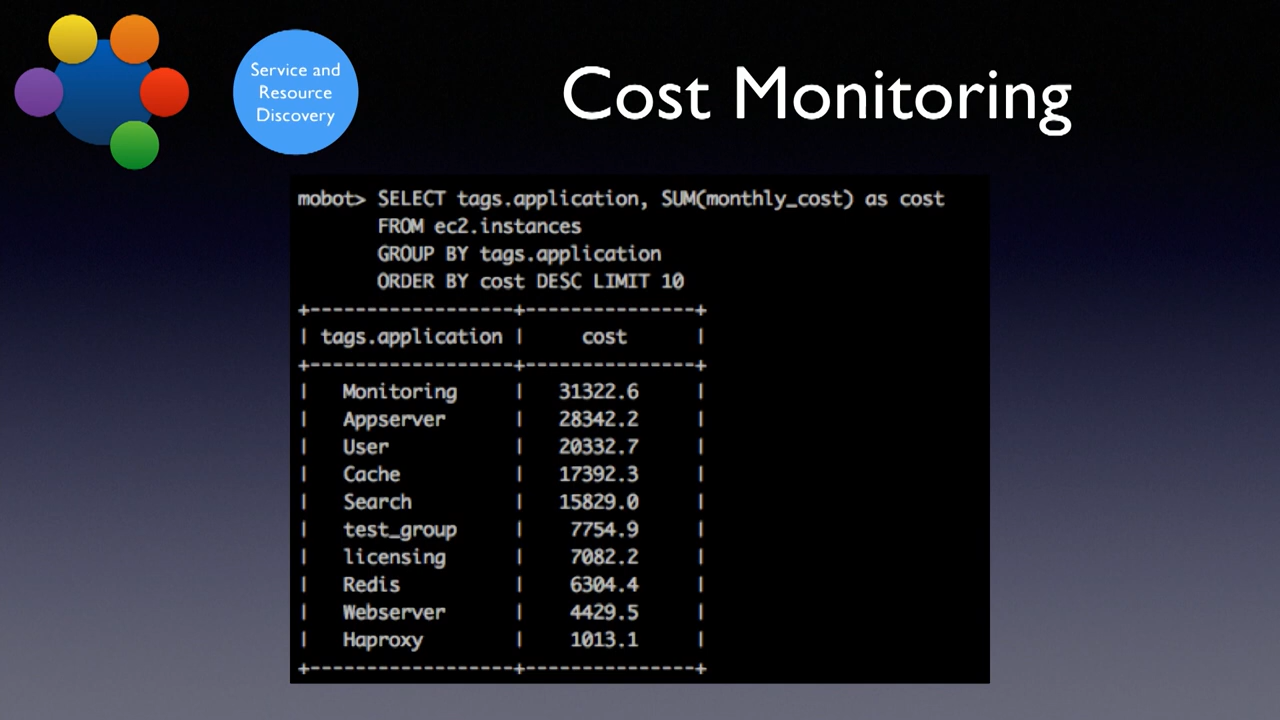 Service and
Resource
Discovery
Cost Monitoring
mobot> SELECT tags.application, SUM(monthly_cost) as cost
FROM ec2.instances
GROUP BY tags.application
ORDER BY cost DESC LIMIT 10
+------------------+---------------+
| tags.application | cost |
+------------------+---------------+
| Monitoring | 31322.6 |
| Appserver | 28342.2 |
| User | 20332.7 |
| Cache | 17392.3 |
| Search | 15829.0 |
| test_group | 7754.9 |
| licensing | 7082.2 |
| Redis | 6304.4 |
| Webserver | 4429.5 |
| Haproxy | 1013.1 |
+------------------+---------------+